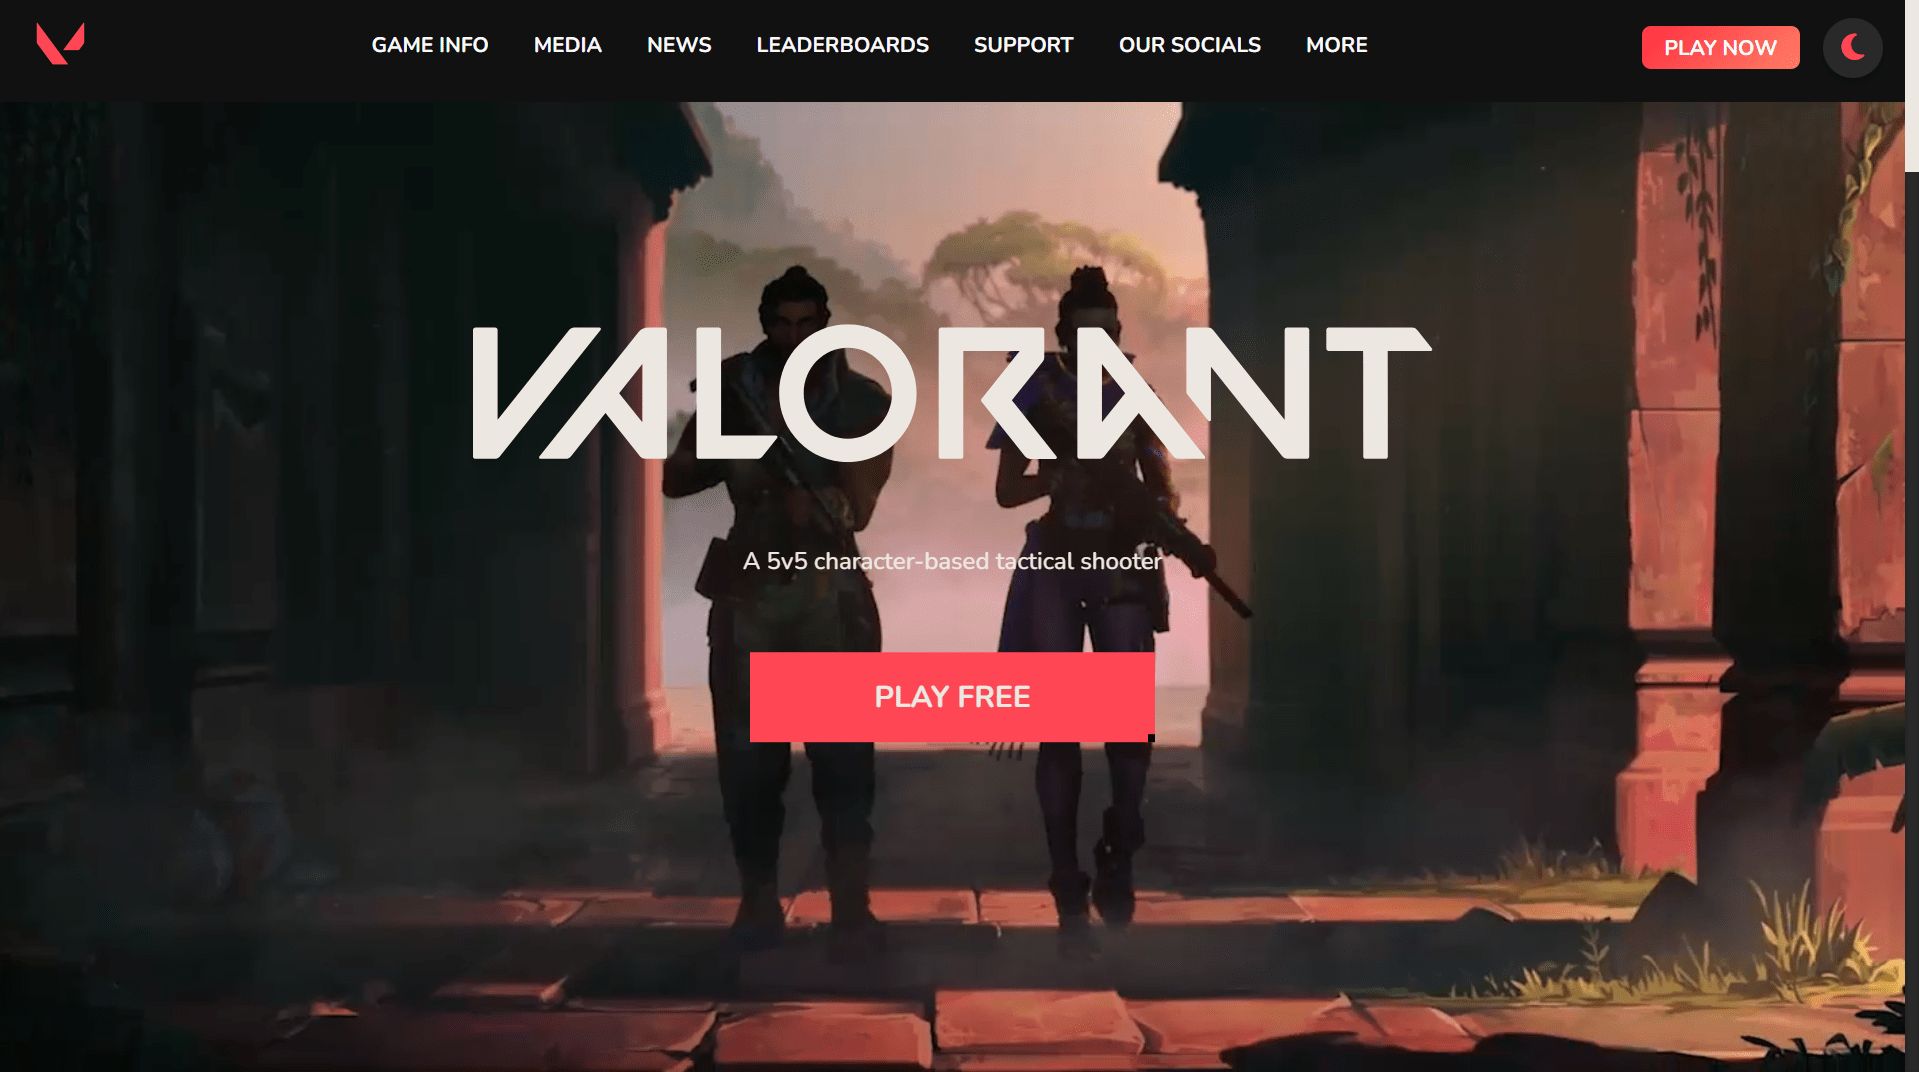 GAME INFO MEDIA NEWS LEADERBOARDS SUPPORT OUR SOCIALS MORE PLAY NOW
VALORANT
A 5v5 character-based tactical shooter
PLAY FREE